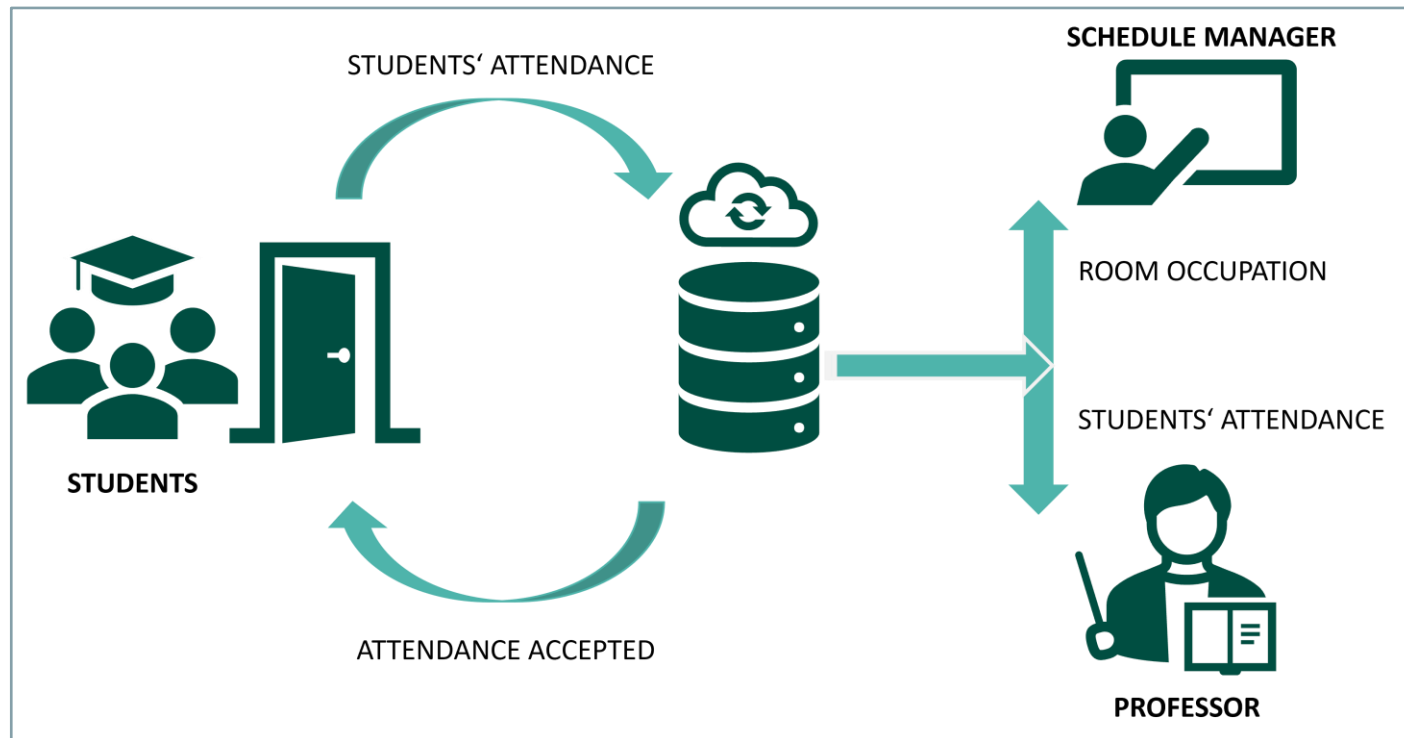 SCHEDULE MANAGER
STUDENTS‘ ATTENDANCE
ROOM OCCUPATION
STUDENTS‘ ATTENDANCE
STUDENTS
ATTENDANCE ACCEPTED
PROFESSOR